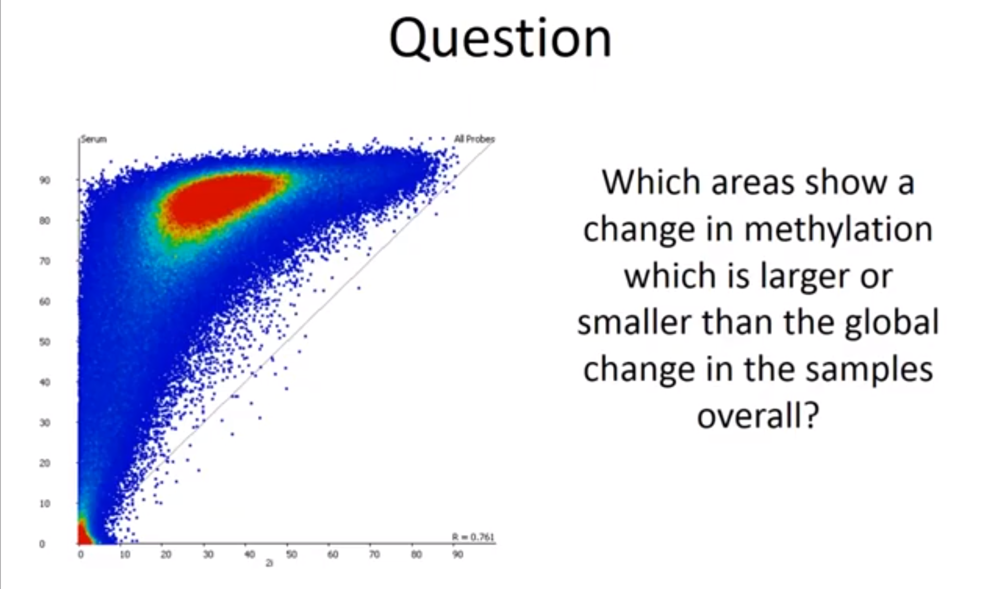 Question
Serum
All Probes
90
80
70
60
50
40
30
20
10
0
R = 0.761
0 10 20 30 40 50 60 70 80 90
2i
Which areas show a
change in methylation
which is larger or
smaller than the global
change in the samples
overall?